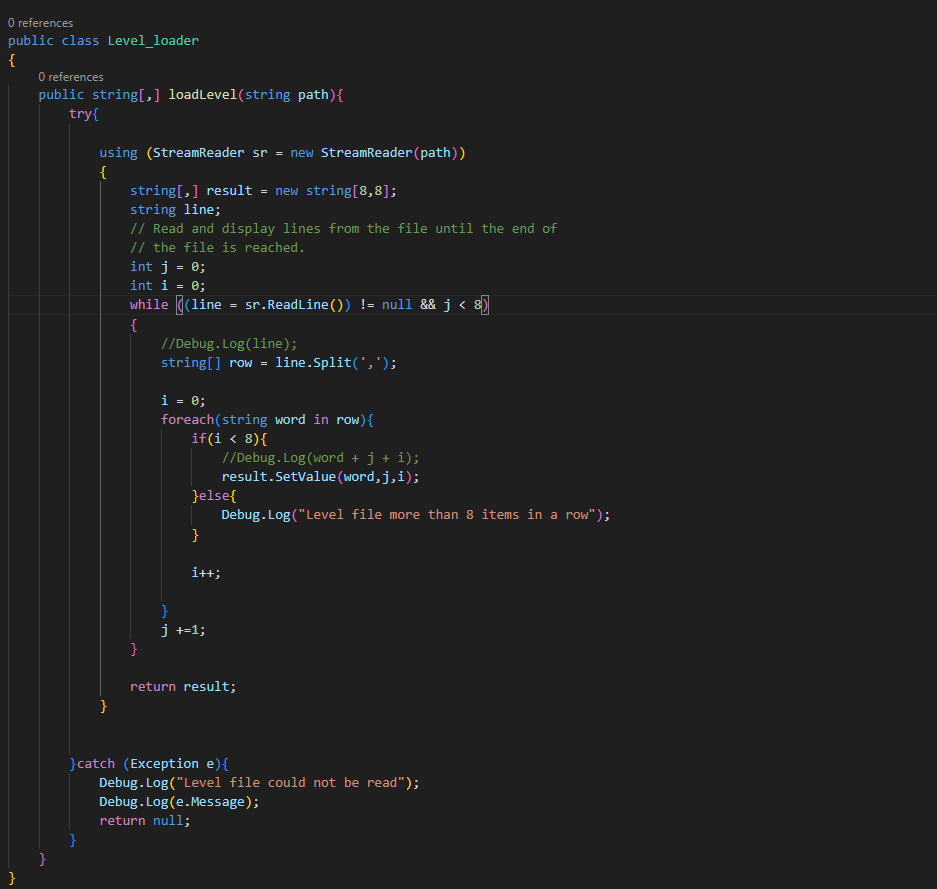 0 references
public class Level_loader
{
0 references
public string[,] loadLevel(string path){
try{
using (StreamReader sr = new StreamReader(path))
{
string[,] result = new string[8,8];
string line;
// Read and display lines from the file until the end of
// the file is reached.
int j = 0;
int i = 0;
while ((line = sr.ReadLine()) != null && j < 8)
{
//Debug.Log(line);
string[] row = line.Split(',');
i = 0;
foreach(string word in row){
if(i < 8){
//Debug.Log(word + j + i);
result.SetValue(word,j,i);
}else{
Debug.Log("Level file more than 8 items in a row");
}
i++;
}
j +=1;
}
return result;
}
}catch (Exception e){
Debug.Log("Level file could not be read");
Debug.Log(e.Message);
return null;
}
}
}